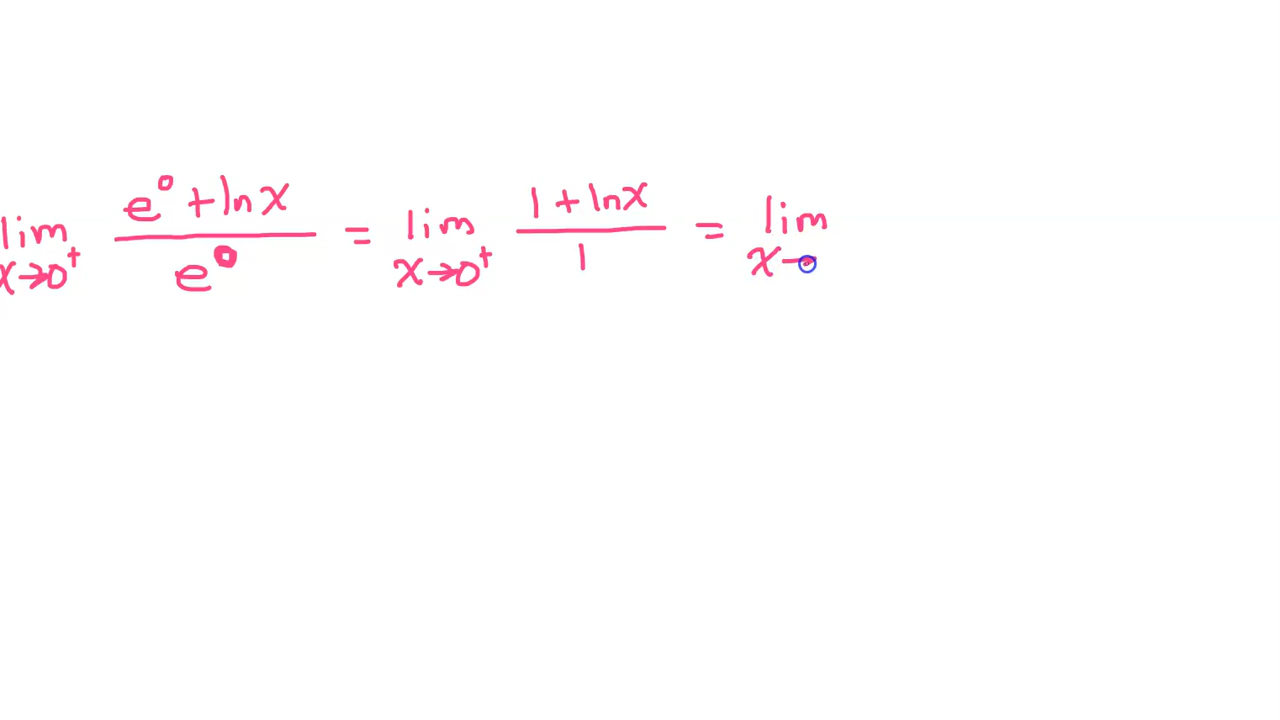 lim x→0⁺ (e⁰ + ln x)/(e⁰) = lim x→0⁺ (1 + ln x)/1 = lim x→